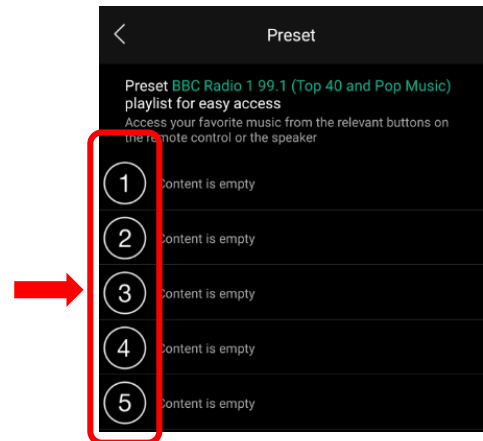 Preset
Preset BBC Radio 1 99.1 (Top 40 and Pop Music)
playlist for easy access
Access your favorite music from the relevant buttons on
the remote control or the speaker
1 Content is empty
2 Content is empty
3 Content is empty
4 Content is empty
5 Content is empty